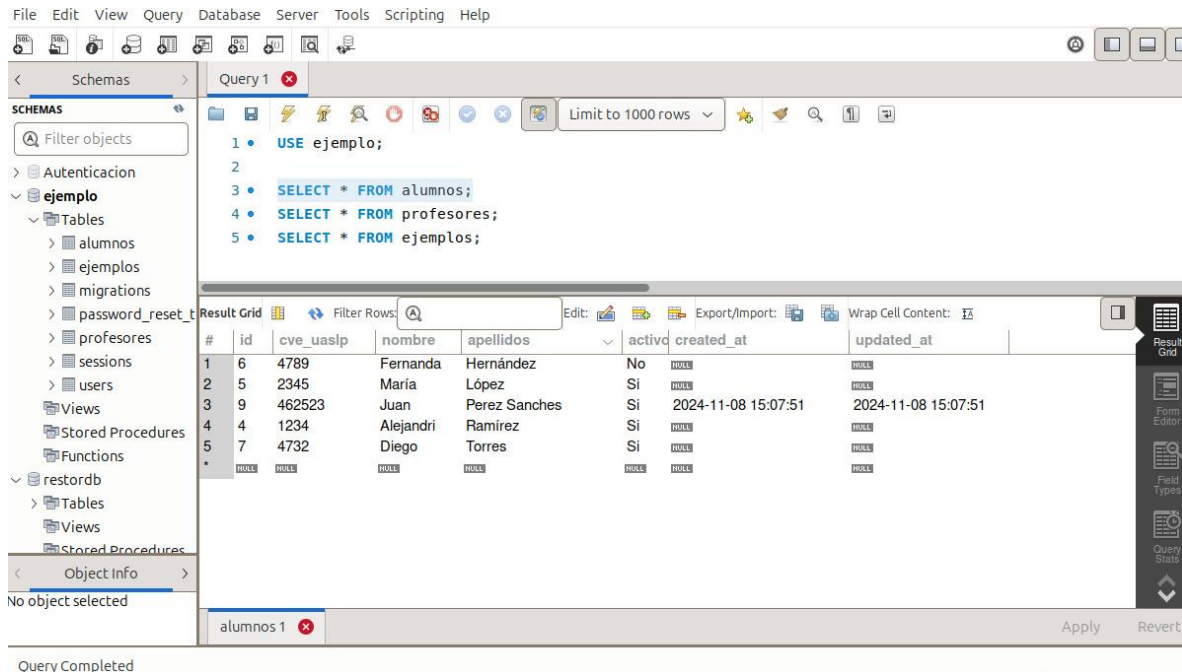 File Edit View Query Database Server Tools Scripting Help
Schemas
Query 1
SCHEMAS
Filter objects
Autenticacion
ejemplo
Tables
alumnos
ejemplos
migrations
password_reset_t
profesores
sessions
users
Views
Stored Procedures
Functions
restordb
Tables
Views
Stored Procedures
Object Info
No object selected
Limit to 1000 rows
1 USE ejemplo;
2
3 SELECT * FROM alumnos;
4 SELECT * FROM profesores;
5 SELECT * FROM ejemplos;
Result Grid Filter Rows: Edit: Export/Import: Wrap Cell Content:
# id cve_uaslp nombre apellidos activo created_at updated_at
1 6 4789 Fernanda Hernández No NULL NULL
2 5 2345 María López Si NULL NULL
3 9 462523 Juan Perez Sanches Si 2024-11-08 15:07:51 2024-11-08 15:07:51
4 4 1234 Alejandri Ramírez Si NULL NULL
5 7 4732 Diego Torres Si NULL NULL
* NULL NULL NULL NULL NULL NULL NULL
Result
Grid
Form
Editor
Field
Types
Query
Stats
alumnos 1
Apply Revert
Query Completed